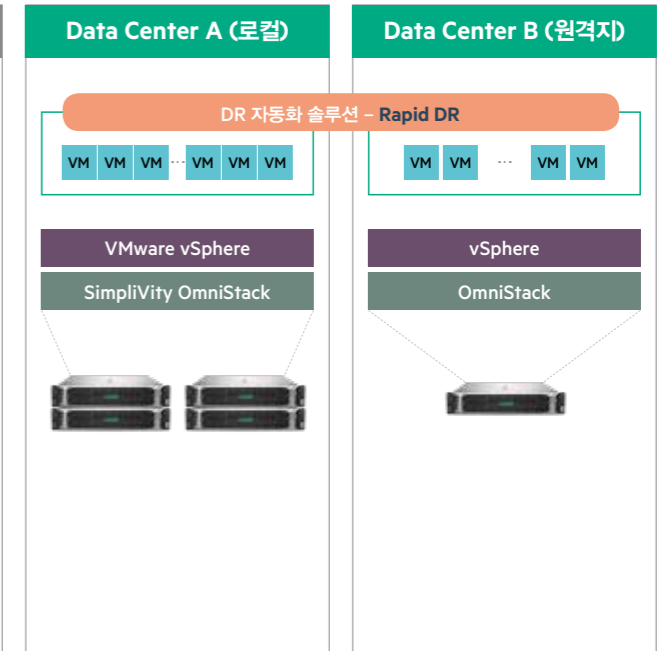 Data Center A (로컬)
Data Center B (원격지)
DR 자동화 솔루션 – Rapid DR
VM VM VM ··· VM VM VM
VM VM ··· VM VM
VMware vSphere
vSphere
SimpliVity OmniStack
OmniStack